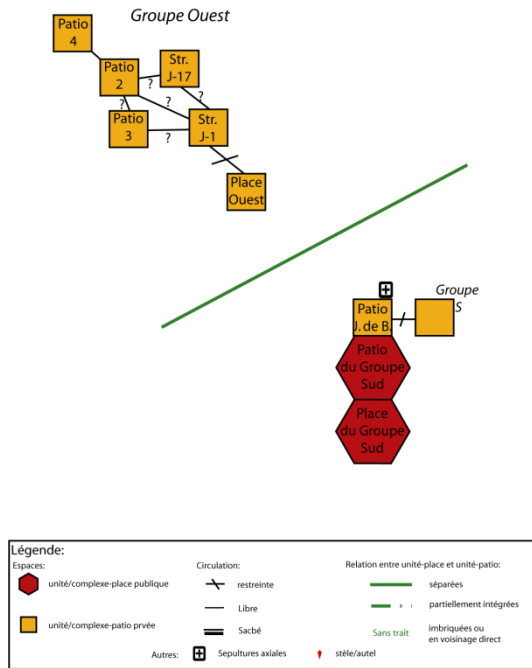 Groupe Ouest
Patio
4
Patio
2
Str.
J-17
?
?
?
?
Patio
3
?
Str.
J-1
Place
Ouest
Groupe
S
Patio
J. de B.
Patio
du Groupe
Sud
Place
du Groupe
Sud
Légende:
Espaces:
unité/complexe-place publique
unité/complexe-patio prvée
Circulation:
restreinte
Libre
Sacbé
Relation entre unité-place et unité-patio:
séparées
partiellement intégrées
Sans trait
imbriquées ou
en voisinage direct
Autres:
Sepultures axiales
stèle/autel